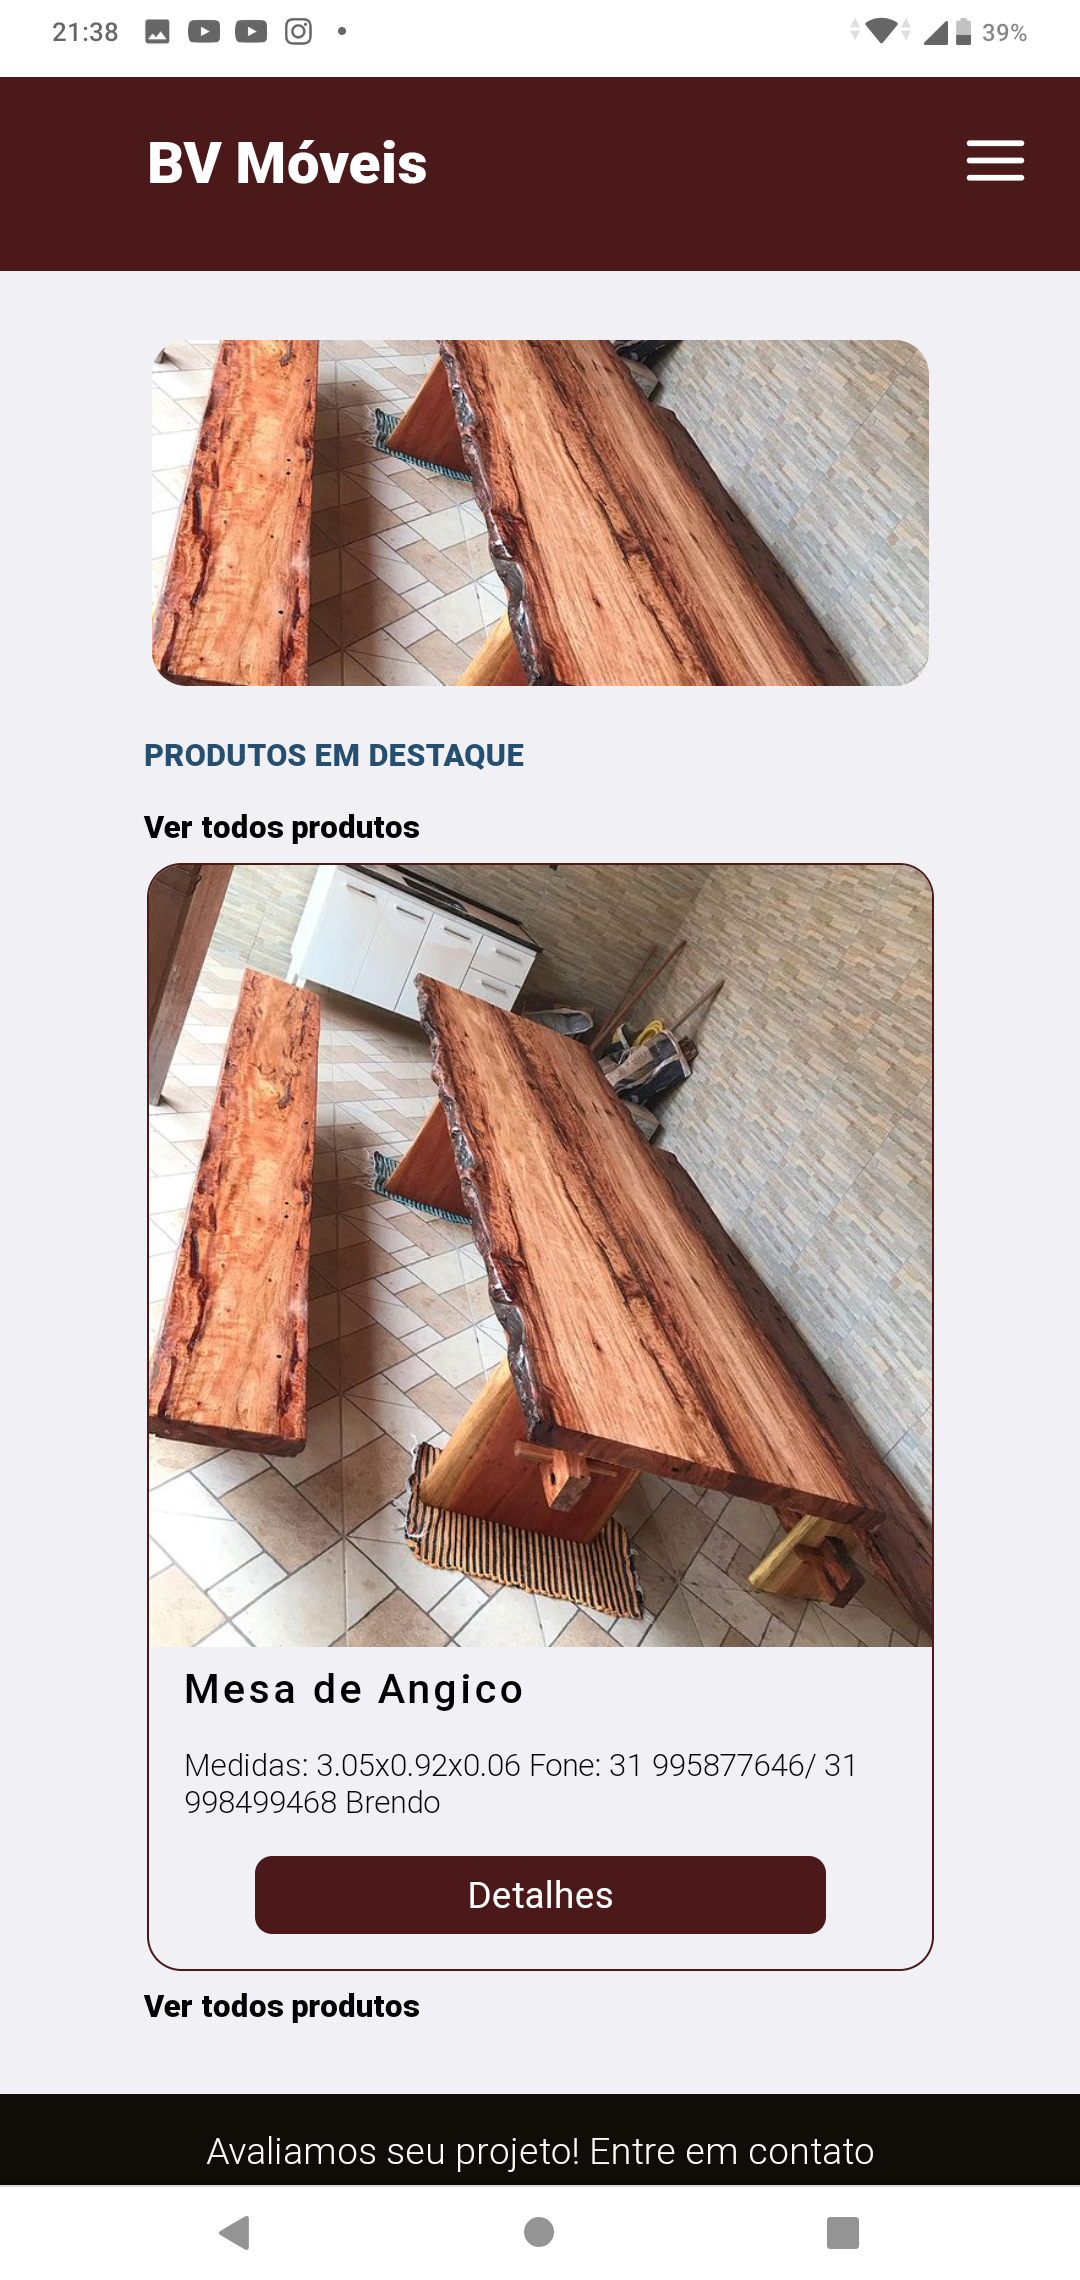 21:38
39%
BV Móveis
PRODUTOS EM DESTAQUE
Ver todos produtos
Mesa de Angico
Medidas: 3.05x0.92x0.06 Fone: 31 995877646/ 31
998499468 Brendo
Detalhes
Ver todos produtos
Avaliamos seu projeto! Entre em contato